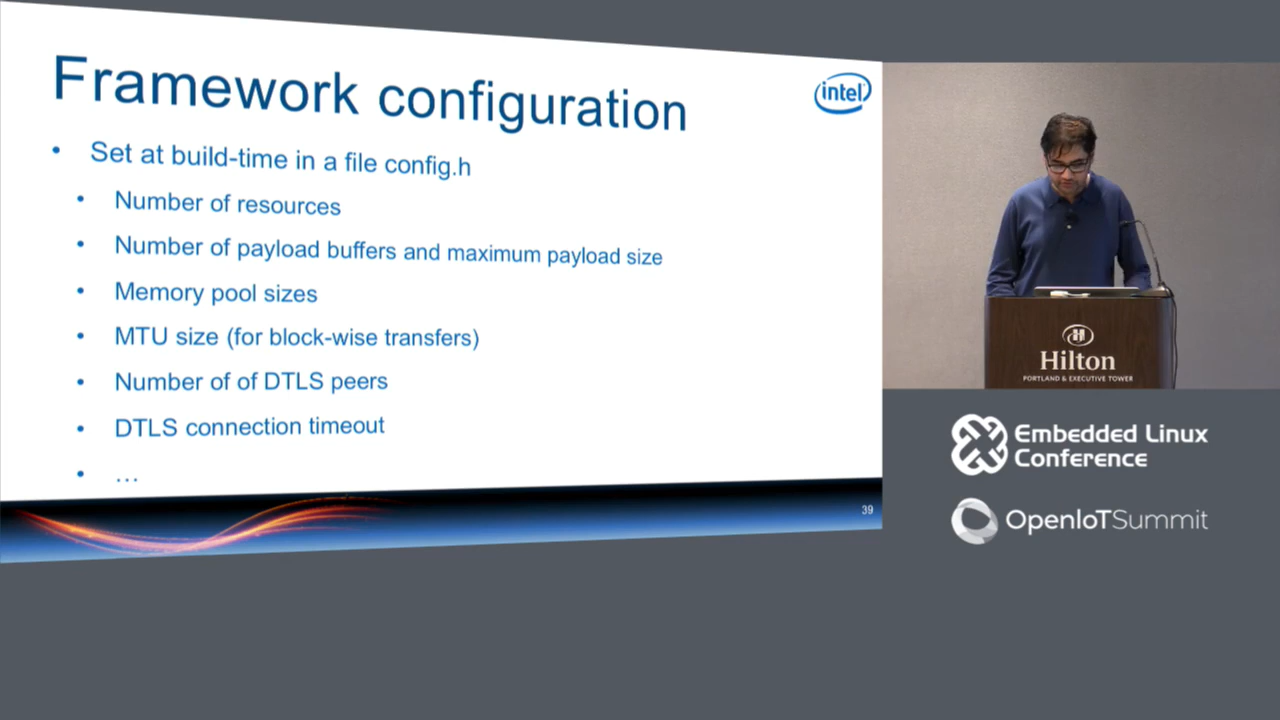 Framework configuration
intel
• Set at build-time in a file config.h
• Number of resources
• Number of payload buffers and maximum payload size
• Memory pool sizes
• MTU size (for block-wise transfers)
• Number of of DTLS peers
• DTLS connection timeout
• ...
39
H
Hilton
PORTLAND & EXECUTIVE TOWER
Embedded Linux
Conference
OpenIoTSummit